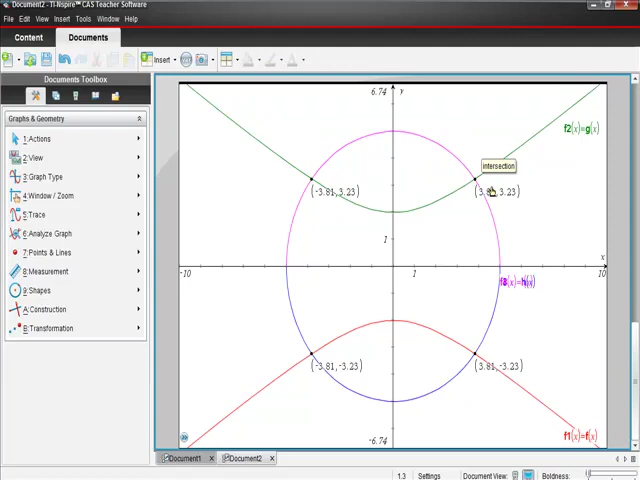 Document2 - TI-Nspire™ CAS Teacher Software
File Edit View Insert Tools Window Help
Content Documents
Insert
Documents Toolbox
Graphs & Geometry
1:Actions
2:View
3:Graph Type
4:Window / Zoom
5:Trace
6:Analyze Graph
7:Points & Lines
8:Measurement
9:Shapes
A:Construction
B:Transformation
6.74 y
f2(x)=g(x)
intersection
(-3.81,3.23) (3.81,3.23)
1
x
-10 1 10
(-3.81,-3.23) (3.81,-3.23)
f1(x)=f(x)
-6.74
Document1 Document2
1.3 Settings Document View: Boldness: